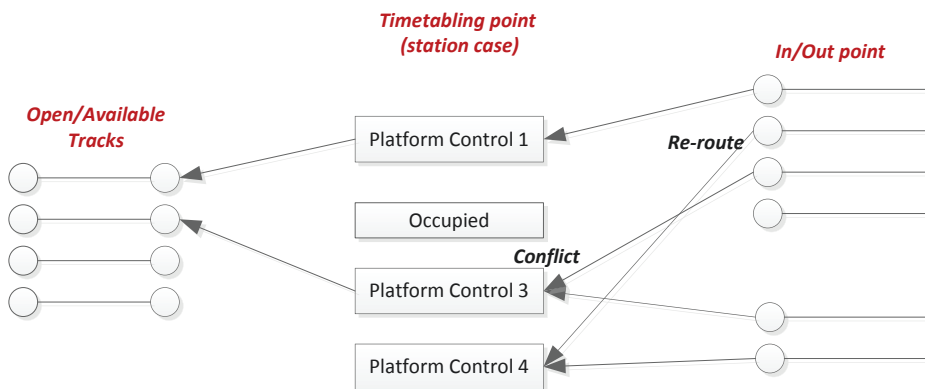 Timetabling point
(station case)
In/Out point
Open/Available
Tracks
Platform Control 1
Re-route
Occupied
Conflict
Platform Control 3
Platform Control 4